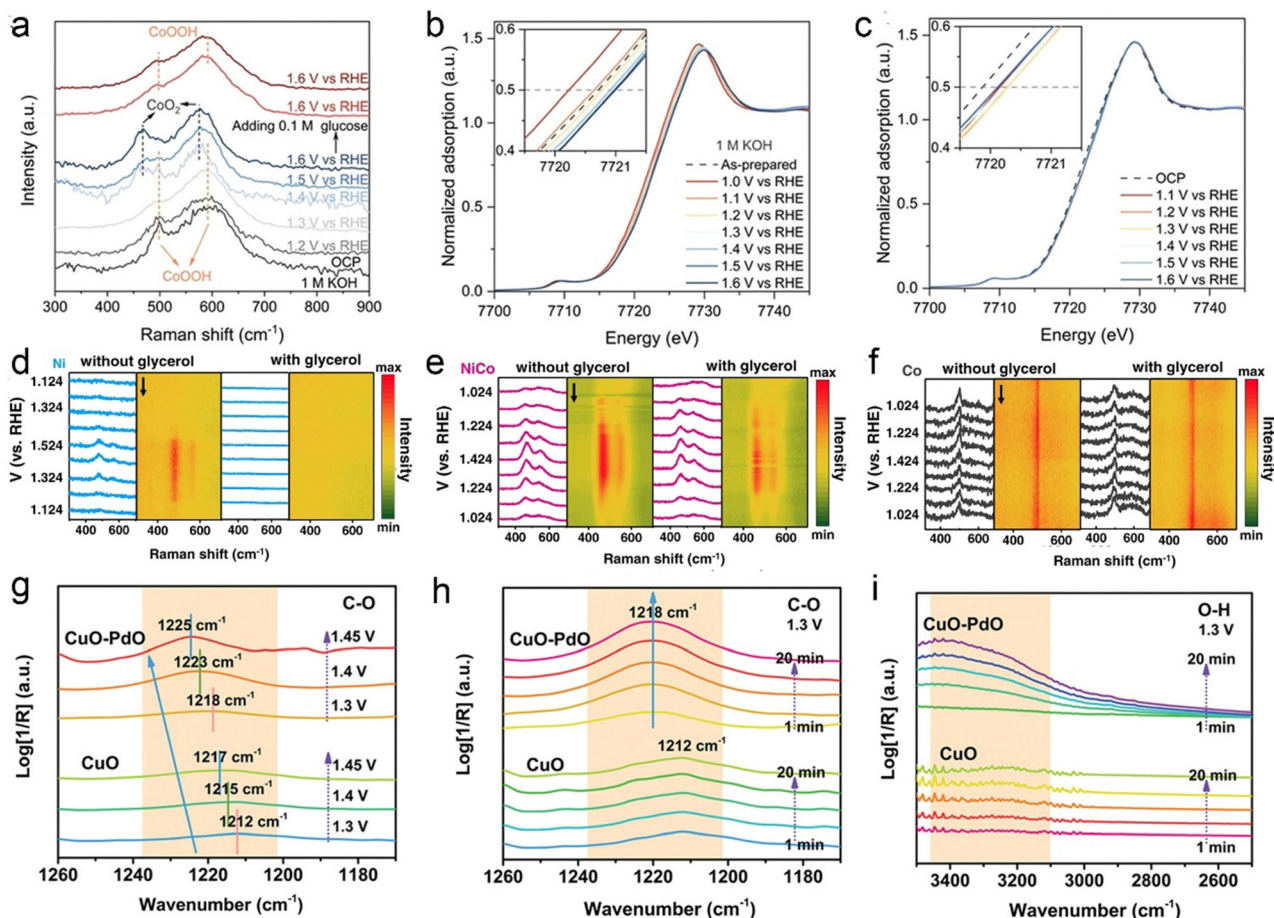 a
CoOOH
1.6 V vs RHE
1.6 V vs RHE
CoO2
Adding 0.1 M glucose
1.6 V vs RHE
1.5 V vs RHE
1.4 V vs RHE
1.3 V vs RHE
1.2 V vs RHE
OCP
CoOOH
1 M KOH
Intensity (a.u.)
300 400 500 600 700 800 900
Raman shift (cm⁻¹)
b
0.6
0.5
0.4
7720 7721
1 M KOH
As-prepared
1.0 V vs RHE
1.1 V vs RHE
1.2 V vs RHE
1.3 V vs RHE
1.4 V vs RHE
1.5 V vs RHE
1.6 V vs RHE
Normalized adsorption (a.u.)
1.5
1.0
0.5
0.0
7700 7710 7720 7730 7740
Energy (eV)
c
0.6
0.5
0.4
7720 7721
OCP
1.1 V vs RHE
1.2 V vs RHE
1.3 V vs RHE
1.4 V vs RHE
1.5 V vs RHE
1.6 V vs RHE
Normalized adsorption (a.u.)
1.5
1.0
0.5
0.0
7700 7710 7720 7730 7740
Energy (eV)
d
Ni
without glycerol with glycerol
V (vs. RHE)
1.124
1.324
1.524
1.324
1.124
max
Intensity
min
400 600 400 600 400 600 400 600
Raman shift (cm⁻¹)
e
NiCo
without glycerol with glycerol
V (vs. RHE)
1.024
1.224
1.424
1.224
1.024
max
Intensity
min
400 600 400 600 400 600 400 600
Raman shift (cm⁻¹)
f
Co
without glycerol with glycerol
V (vs. RHE)
1.024
1.224
1.424
1.224
1.024
max
Intensity
min
400 600 400 600 400 600 400 600
Raman shift (cm⁻¹)
g
C-O
1225 cm⁻¹
CuO-PdO
1.45 V
1223 cm⁻¹
1.4 V
1218 cm⁻¹
1.3 V
1217 cm⁻¹
CuO
1.45 V
1215 cm⁻¹
1.4 V
1212 cm⁻¹
1.3 V
Log[1/R] (a.u.)
1260 1240 1220 1200 1180
Wavenumber (cm⁻¹)
h
C-O
1.3 V
1218 cm⁻¹
CuO-PdO
20 min
1 min
1212 cm⁻¹
CuO
20 min
1 min
Log[1/R] (a.u.)
1260 1240 1220 1200 1180
Wavenumber (cm⁻¹)
i
O-H
1.3 V
CuO-PdO
20 min
1 min
CuO
20 min
1 min
Log[1/R] (a.u.)
3400 3200 3000 2800 2600
Wavenumber (cm⁻¹)